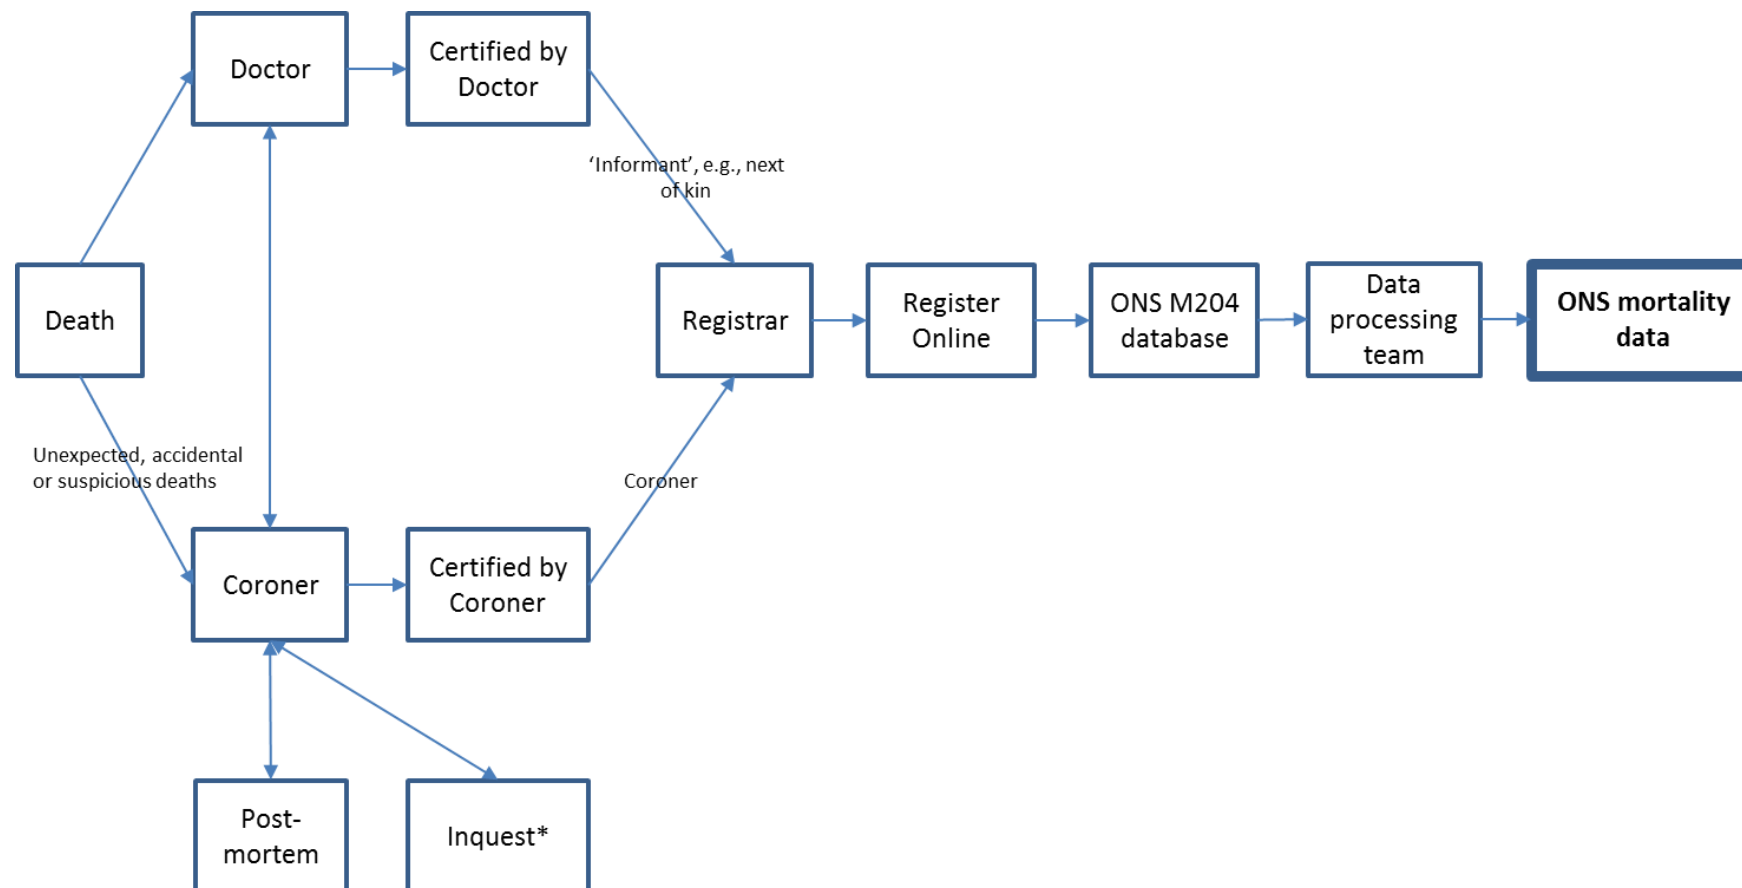 Doctor
Certified by
Doctor
‘Informant’, e.g., next
of kin
Death
Registrar
Register
Online
ONS M204
database
Data
processing
team
ONS mortality
data
Unexpected, accidental
or suspicious deaths
Coroner
Coroner
Certified by
Coroner
Post-
mortem
Inquest*